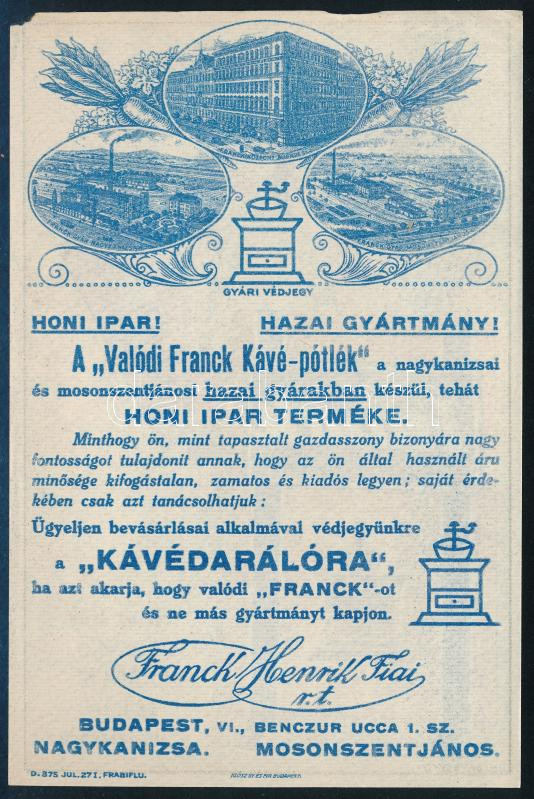 GYÁRI VÉDJEGY
HONI IPAR! HAZAI GYÁRTMÁNY!
A „Valódi Franck Kávé-pótlék" a nagykanizsai
és mosonszentjánosi hazai gyárakban készül, tehát
HONI IPAR TERMÉKE.
Minthogy ön, mint tapasztalt gazdasszony bizonyára nagy
fontosságot tulajdonit annak, hogy az ön által használt áru
minősége kifogástalan, zamatos és kiadós legyen; saját érde-
kében csak azt tanácsolhatjuk:
Ügyeljen bevásárlásai alkalmával védjegyünkre
a „KÁVÉDARÁLÓRA",
ha azt akarja, hogy valódi „FRANCK"-ot
és ne más gyártmányt kapjon.
Franck Henrik Fiai
r.t.
BUDAPEST, VI., BENCZUR UCCA 1. SZ.
NAGYKANIZSA. MOSONSZENTJÁNOS.
D. 375 JUL. 27 I. FRABIFLU.